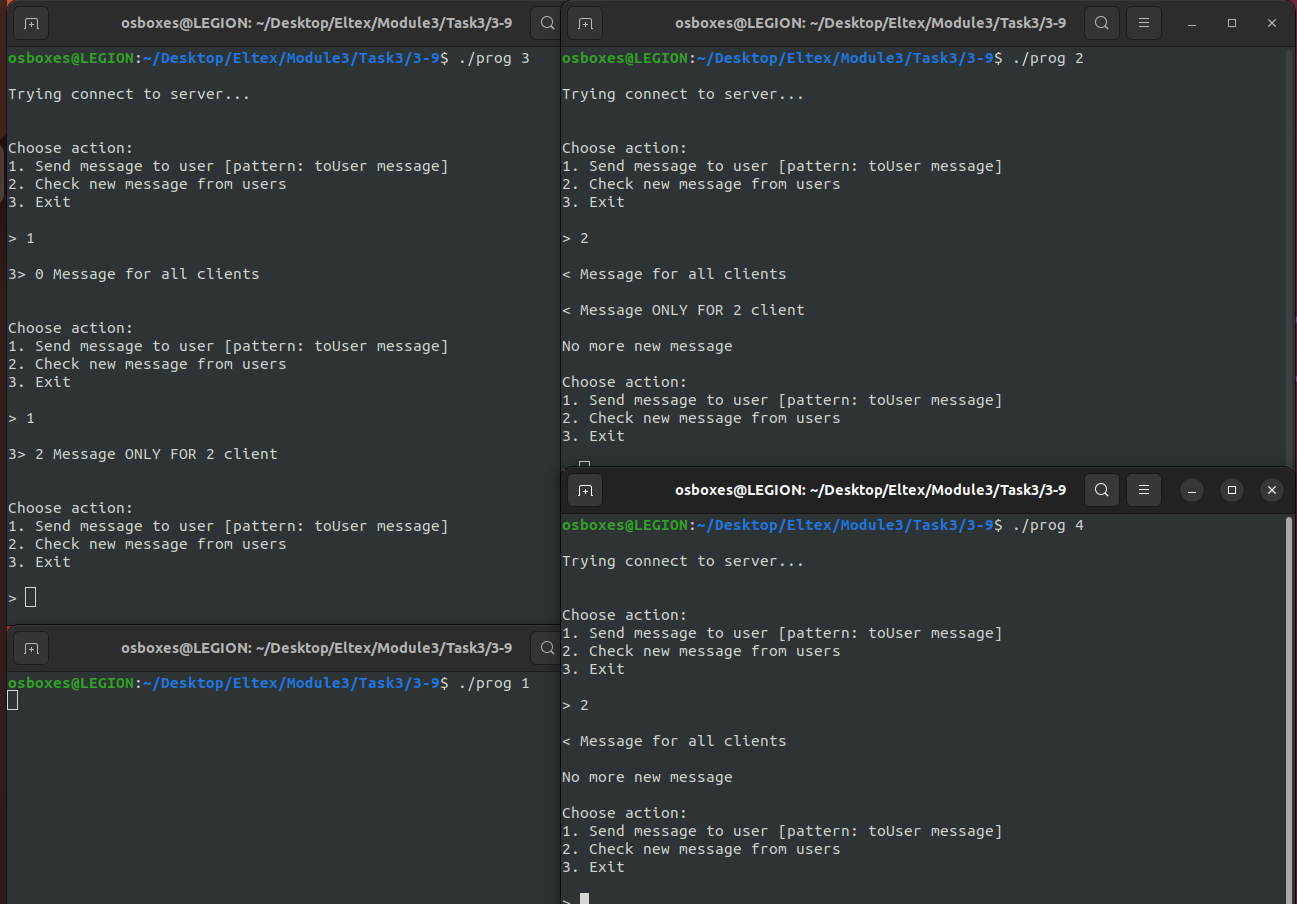 osboxes@LEGION: ~/Desktop/Eltex/Module3/Task3/3-9
osboxes@LEGION:~/Desktop/Eltex/Module3/Task3/3-9$ ./prog 3
Trying connect to server...
Choose action:
1. Send message to user [pattern: toUser message]
2. Check new message from users
3. Exit
> 1
3> 0 Message for all clients
Choose action:
1. Send message to user [pattern: toUser message]
2. Check new message from users
3. Exit
> 1
3> 2 Message ONLY FOR 2 client
Choose action:
1. Send message to user [pattern: toUser message]
2. Check new message from users
3. Exit
>
osboxes@LEGION: ~/Desktop/Eltex/Module3/Task3/3-9
osboxes@LEGION:~/Desktop/Eltex/Module3/Task3/3-9$ ./prog 1
osboxes@LEGION: ~/Desktop/Eltex/Module3/Task3/3-9
osboxes@LEGION:~/Desktop/Eltex/Module3/Task3/3-9$ ./prog 2
Trying connect to server...
Choose action:
1. Send message to user [pattern: toUser message]
2. Check new message from users
3. Exit
> 2
< Message for all clients
< Message ONLY FOR 2 client
No more new message
Choose action:
1. Send message to user [pattern: toUser message]
2. Check new message from users
3. Exit
osboxes@LEGION: ~/Desktop/Eltex/Module3/Task3/3-9
osboxes@LEGION:~/Desktop/Eltex/Module3/Task3/3-9$ ./prog 4
Trying connect to server...
Choose action:
1. Send message to user [pattern: toUser message]
2. Check new message from users
3. Exit
> 2
< Message for all clients
No more new message
Choose action:
1. Send message to user [pattern: toUser message]
2. Check new message from users
3. Exit
>